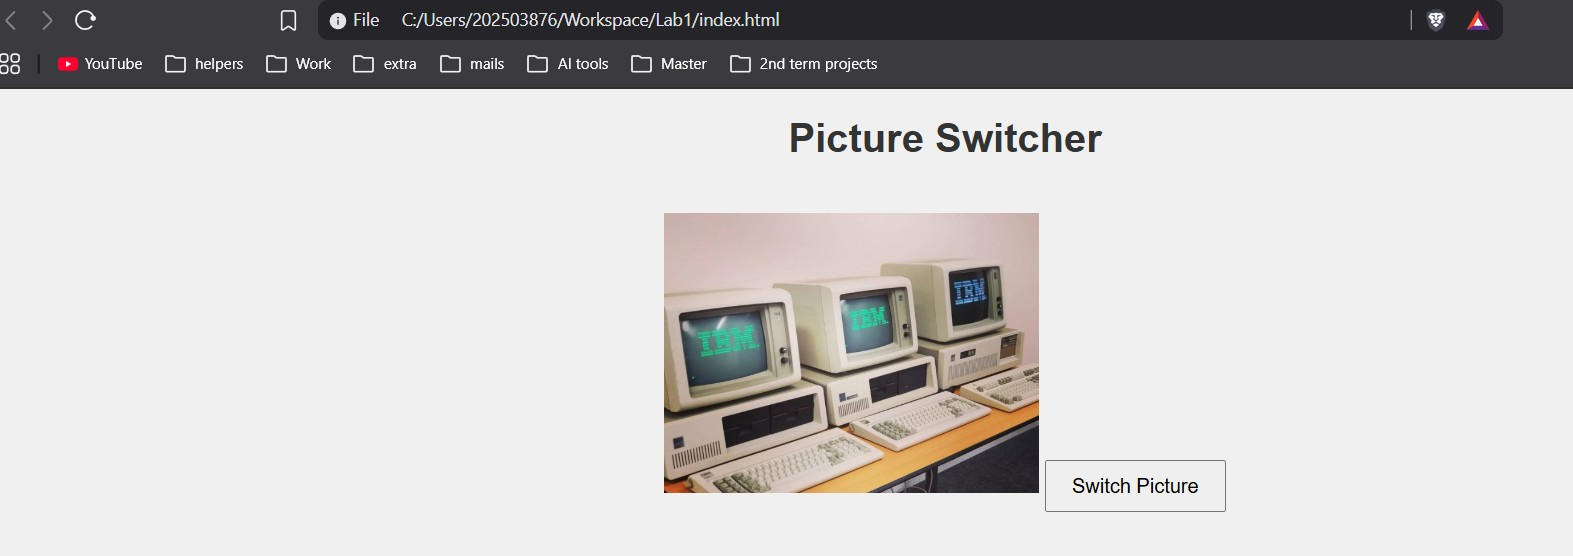 File C:/Users/202503876/Workspace/Lab1/index.html
YouTube helpers Work extra mails AI tools Master 2nd term projects
Picture Switcher
IBM IBM IBM
Switch Picture